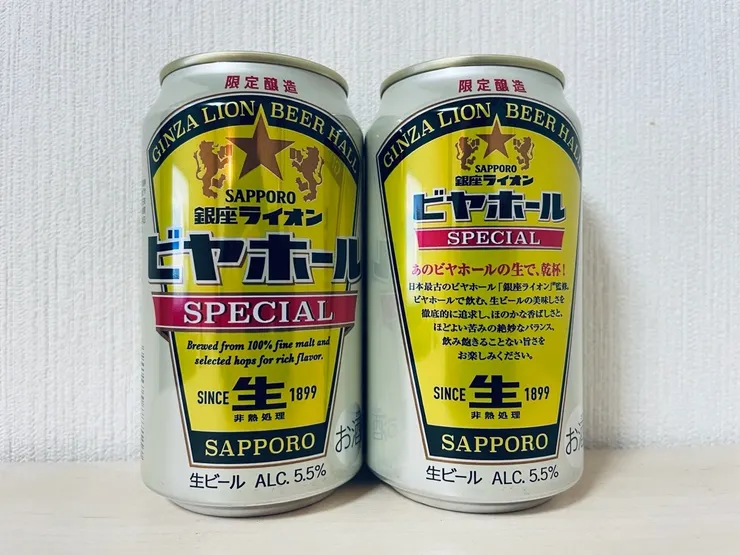 限定醸造
GINZA LION BEER HALL
SAPPORO
銀座ライオン
ビヤホール
SPECIAL
Brewed from 100% fine malt and
selected hops for rich flavor.
SINCE 生 1899
非熱処理
SAPPORO
生ビール ALC. 5.5%
お酒
限定醸造
GINZA LION BEER HALL
SAPPORO
銀座ライオン
ビヤホール
SPECIAL
あのビヤホールの生で、乾杯!
日本最古のビヤホール「銀座ライオン」監修。
ビヤホールで飲む、生ビールの美味しさを
徹底的に追求し、ほのかな香ばしさと、
ほどよい苦みの絶妙なバランス。
飲み飽きることない旨さを
お楽しみください。
SINCE 生 1899
非熱処理
SAPPORO
生ビール ALC. 5.5%
お